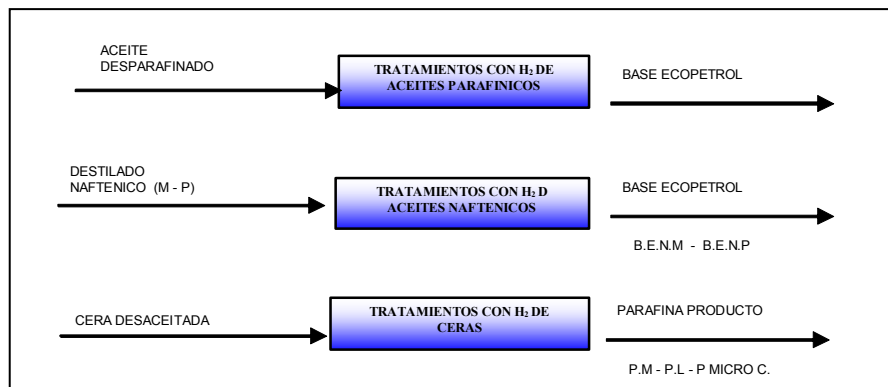 ACEITE
DESPARAFINADO
TRATAMIENTOS CON H₂ DE
ACEITES PARAFINICOS
BASE ECOPETROL
DESTILADO
NAFTENICO (M - P)
TRATAMIENTOS CON H₂ D
ACEITES NAFTENICOS
BASE ECOPETROL
B.E.N.M - B.E.N.P
CERA DESACEITADA
TRATAMIENTOS CON H₂ DE
CERAS
PARAFINA PRODUCTO
P.M - P.L - P MICRO C.